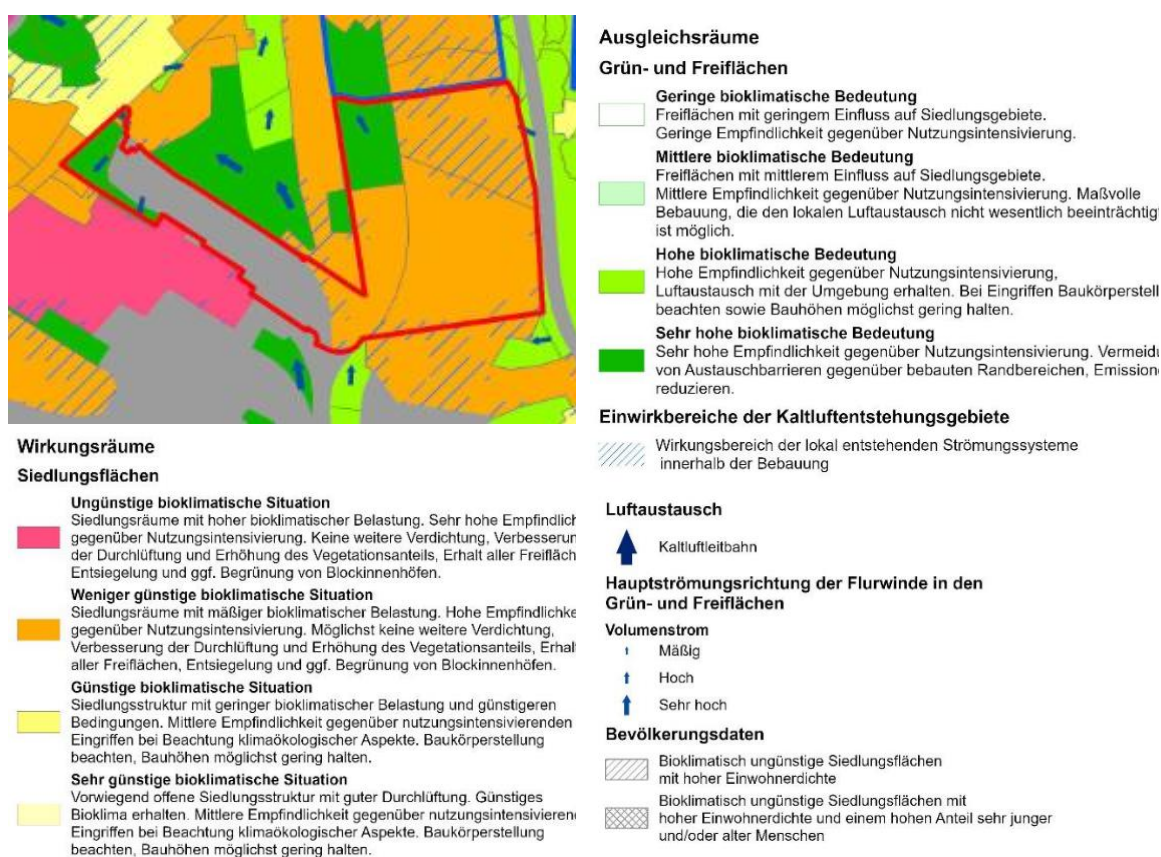 Wirkungsräume
Siedlungsflächen
Ungünstige bioklimatische Situation
Siedlungsräume mit hoher bioklimatischer Belastung. Sehr hohe
gegenüber Nutzungsintensivierung. Keine weitere Verdichtung,
der Durchlüftung und Erhöhung des Vegetationsanteils, Erhalt aller
Entsiegelung und ggf. Begrünung von Blockinnenhöfen.
Weniger günstige bioklimatische Situation
Siedlungsräume mit mäßiger bioklimatischer Belastung. Hohe
gegenüber Nutzungsintensivierung. Möglichst keine weitere Verdichtung,
Verbesserung der Durchlüftung und Erhöhung des Vegetationsanteils,
aller Freiflächen, Entsiegelung und ggf. Begrünung von Blockinnenhöfen.
Günstige bioklimatische Situation
Siedlungsstruktur mit geringer bioklimatischer Belastung und günstigeren
Bedingungen. Mittlere Empfindlichkeit gegenüber nutzungsintensivierenden
Eingriffen bei Beachtung klimaökologischer Aspekte. Baukörperstellung
beachten, Bauhöhen möglichst gering halten.
Sehr günstige bioklimatische Situation
Vorwiegend offene Siedlungsstruktur mit guter Durchlüftung. Günstiges
Bioklima erhalten. Mittlere Empfindlichkeit gegenüber
Eingriffen bei Beachtung klimaökologischer Aspekte. Baukörperstellung
beachten, Bauhöhen möglichst gering halten.
Ausgleichsräume
Grün- und Freiflächen
Geringe bioklimatische Bedeutung
Freiflächen mit geringem Einfluss auf Siedlungsgebiete.
Geringe Empfindlichkeit gegenüber Nutzungsintensivierung.
Mittlere bioklimatische Bedeutung
Freiflächen mit mittlerem Einfluss auf Siedlungsgebiete.
Mittlere Empfindlichkeit gegenüber Nutzungsintensivierung. Maßvolle
Bebauung, die den lokalen Luftaustausch nicht wesentlich beeinträchtigt
ist möglich.
Hohe bioklimatische Bedeutung
Hohe Empfindlichkeit gegenüber Nutzungsintensivierung,
Luftaustausch mit der Umgebung erhalten. Bei Eingriffen
beachten sowie Bauhöhen möglichst gering halten.
Sehr hohe bioklimatische Bedeutung
Sehr hohe Empfindlichkeit gegenüber Nutzungsintensivierung.
von Austauschbarrieren gegenüber bebauten Randbereichen,
reduzieren.
Einwirkbereiche der Kaltluftentstehungsgebiete
Wirkungsbereich der lokal entstehenden Strömungssysteme
innerhalb der Bebauung
Luftaustausch
Kaltluftleitbahn
Hauptströmungsrichtung der Flurwinde in den
Grün- und Freiflächen
Volumenstrom
Mäßig
Hoch
Sehr hoch
Bevölkerungsdaten
Bioklimatisch ungünstige Siedlungsflächen
mit hoher Einwohnerdichte
Bioklimatisch ungünstige Siedlungsflächen mit
hoher Einwohnerdichte und einem hohen Anteil sehr junger
und/oder alter Menschen